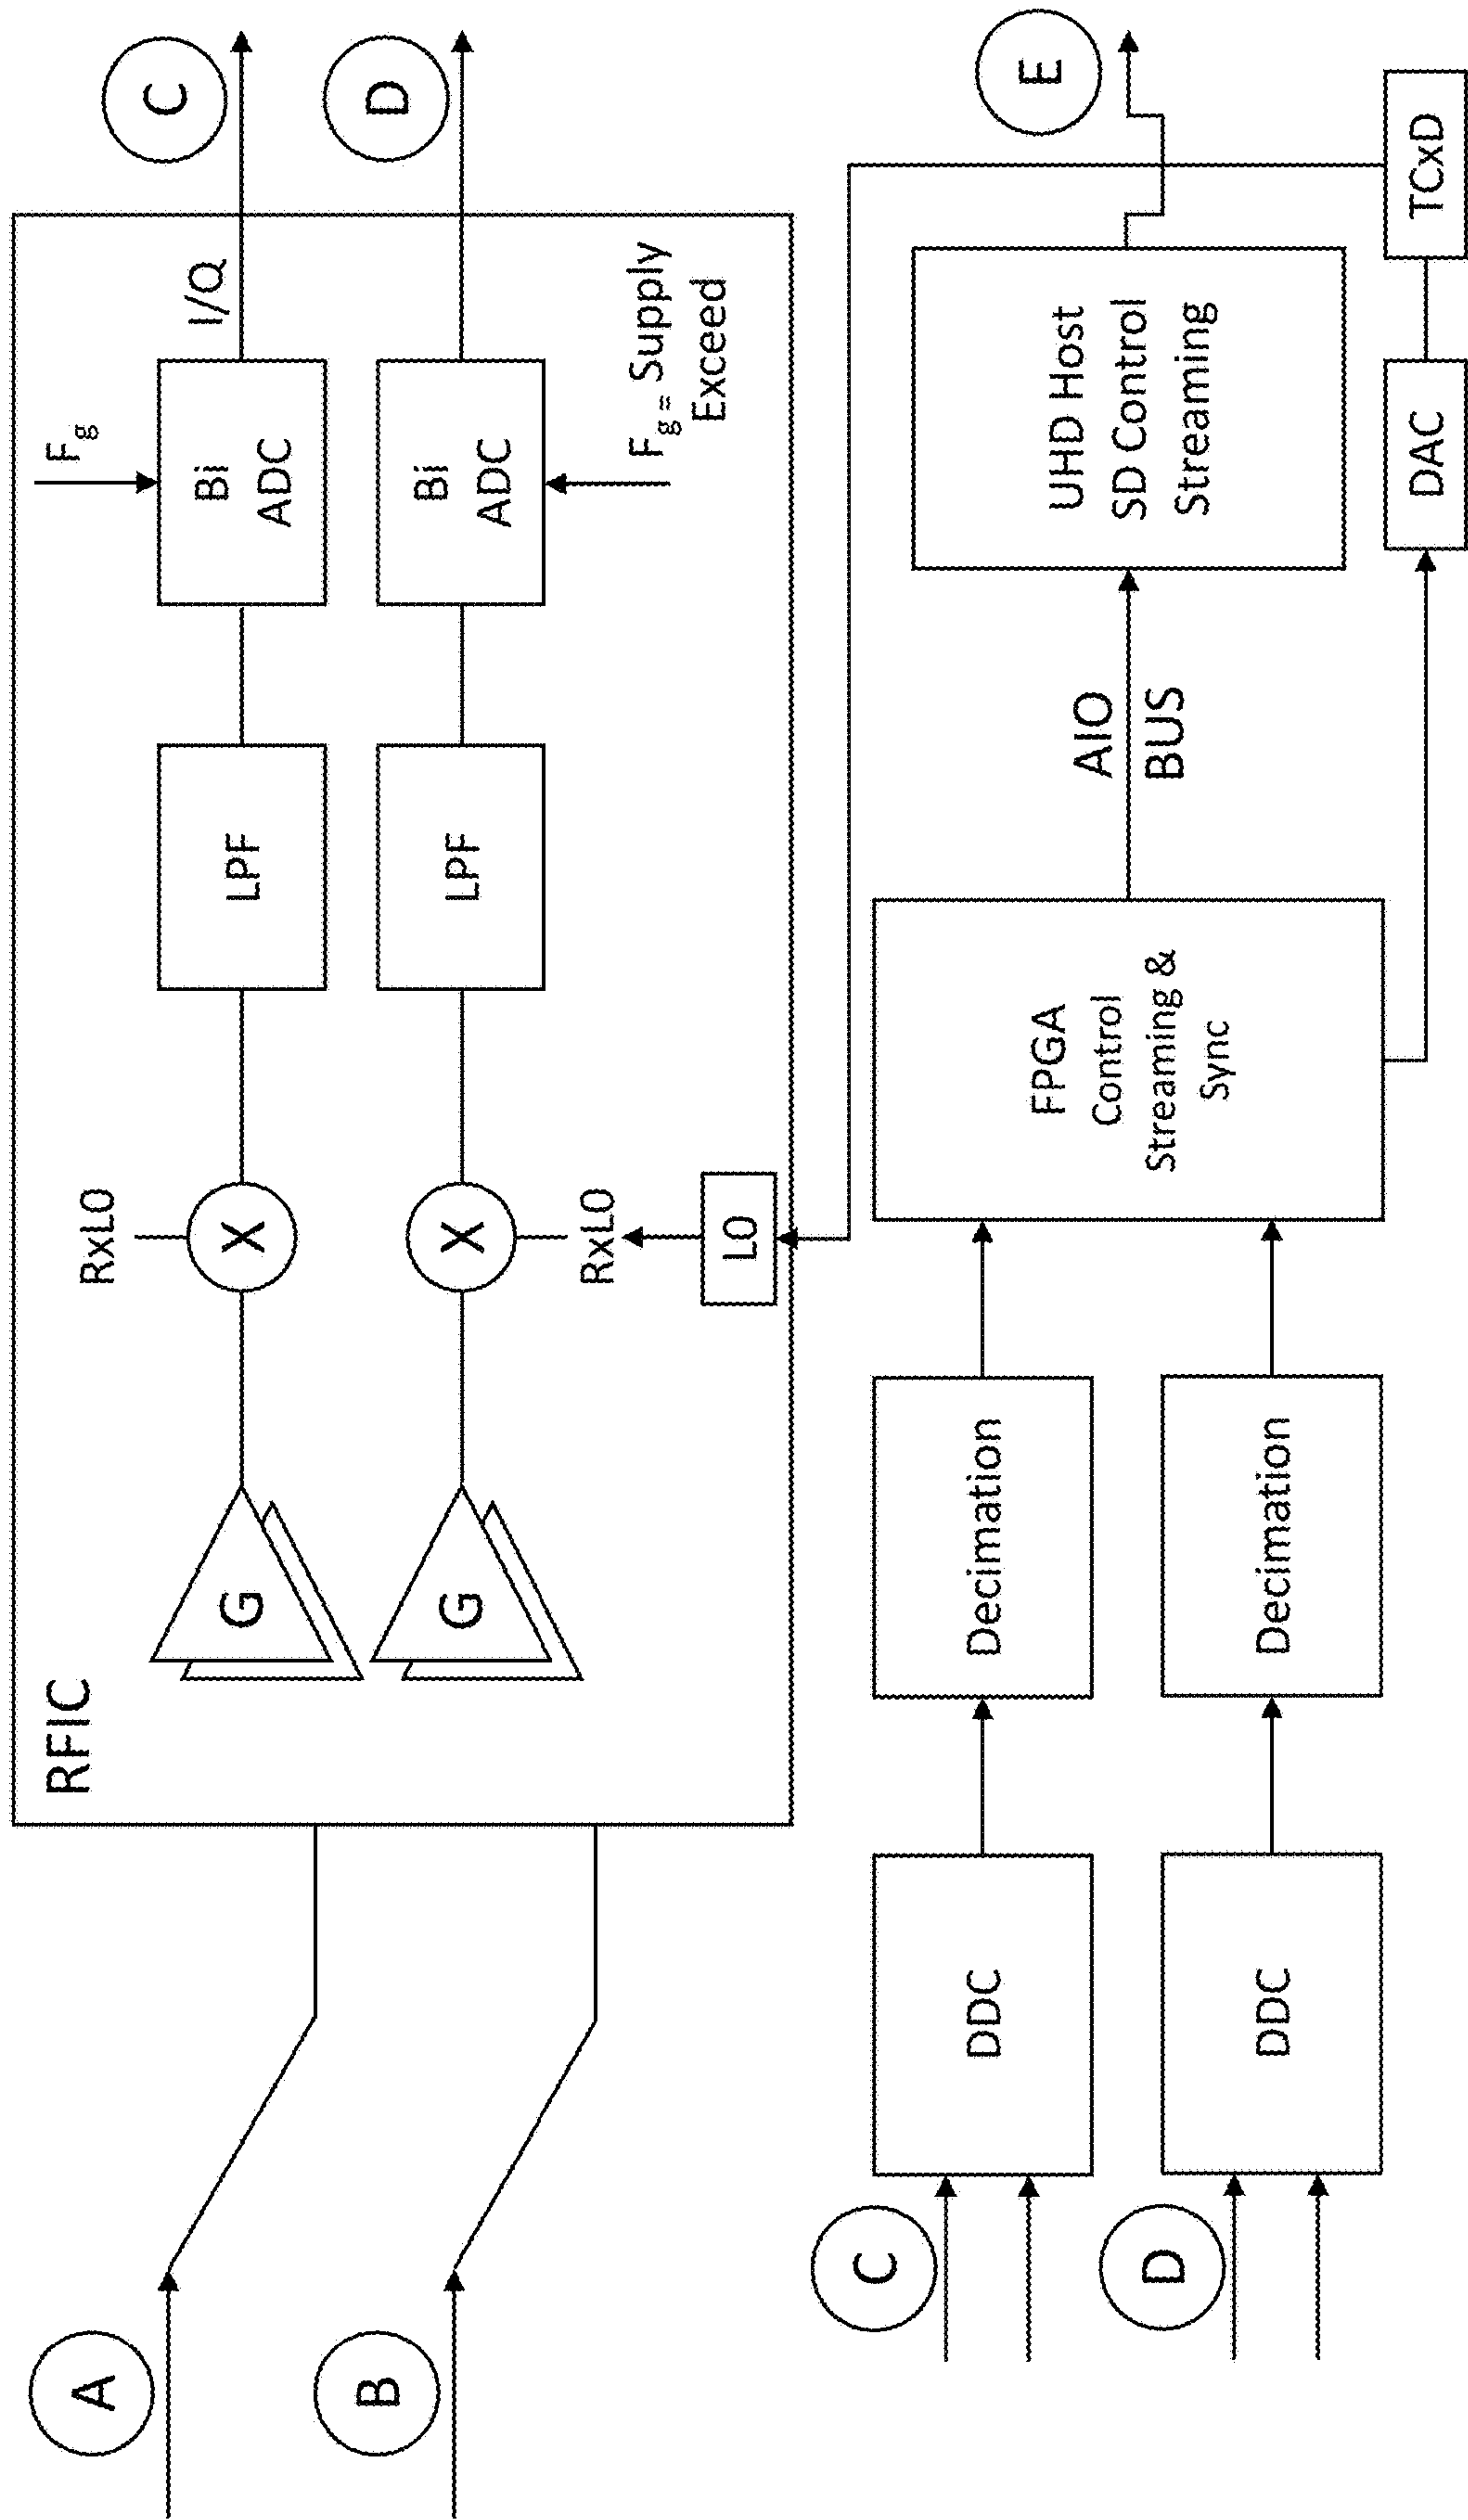 A
B
RFIC
G
G
RxLO
X
X
RxLO
LO
LPF
LPF
Fg
Bi
ADC
Bi
ADC
Fg = Supply
Exceed
I/Q
C
D
C
D
DDC
DDC
Decimation
Decimation
FPGA
Control
Streaming &
Sync
AIO
BUS
UHD Host
SD Control
Streaming
DAC
TCxD
E